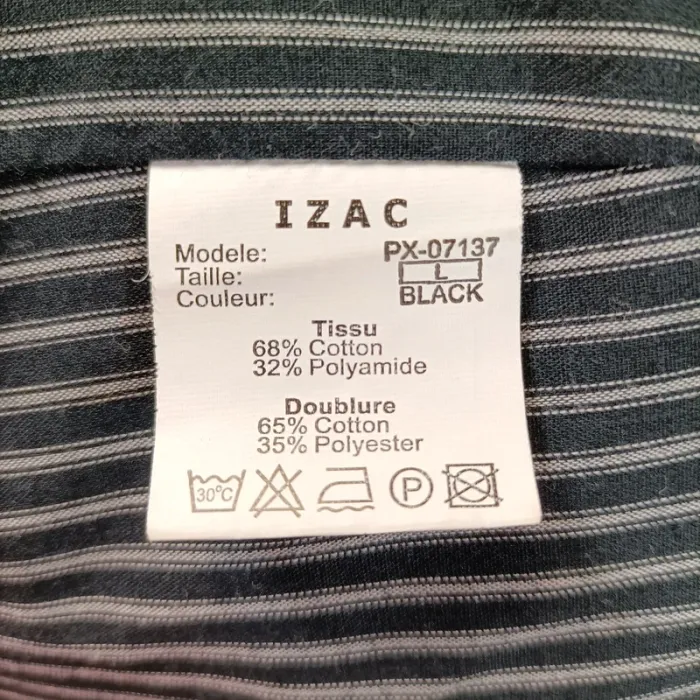 IZAC
Modele: PX-07137
Taille: L
Couleur: BLACK
Tissu
68% Cotton
32% Polyamide
Doublure
65% Cotton
35% Polyester
30°C P